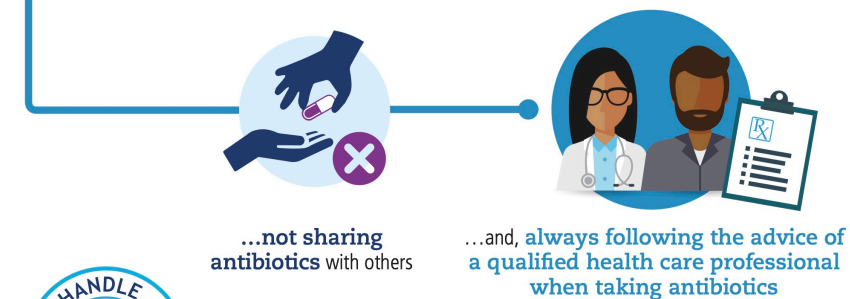 Rx
...not sharing
antibiotics with others
...and, always following the advice of
a qualified health care professional
when taking antibiotics
HANDLE